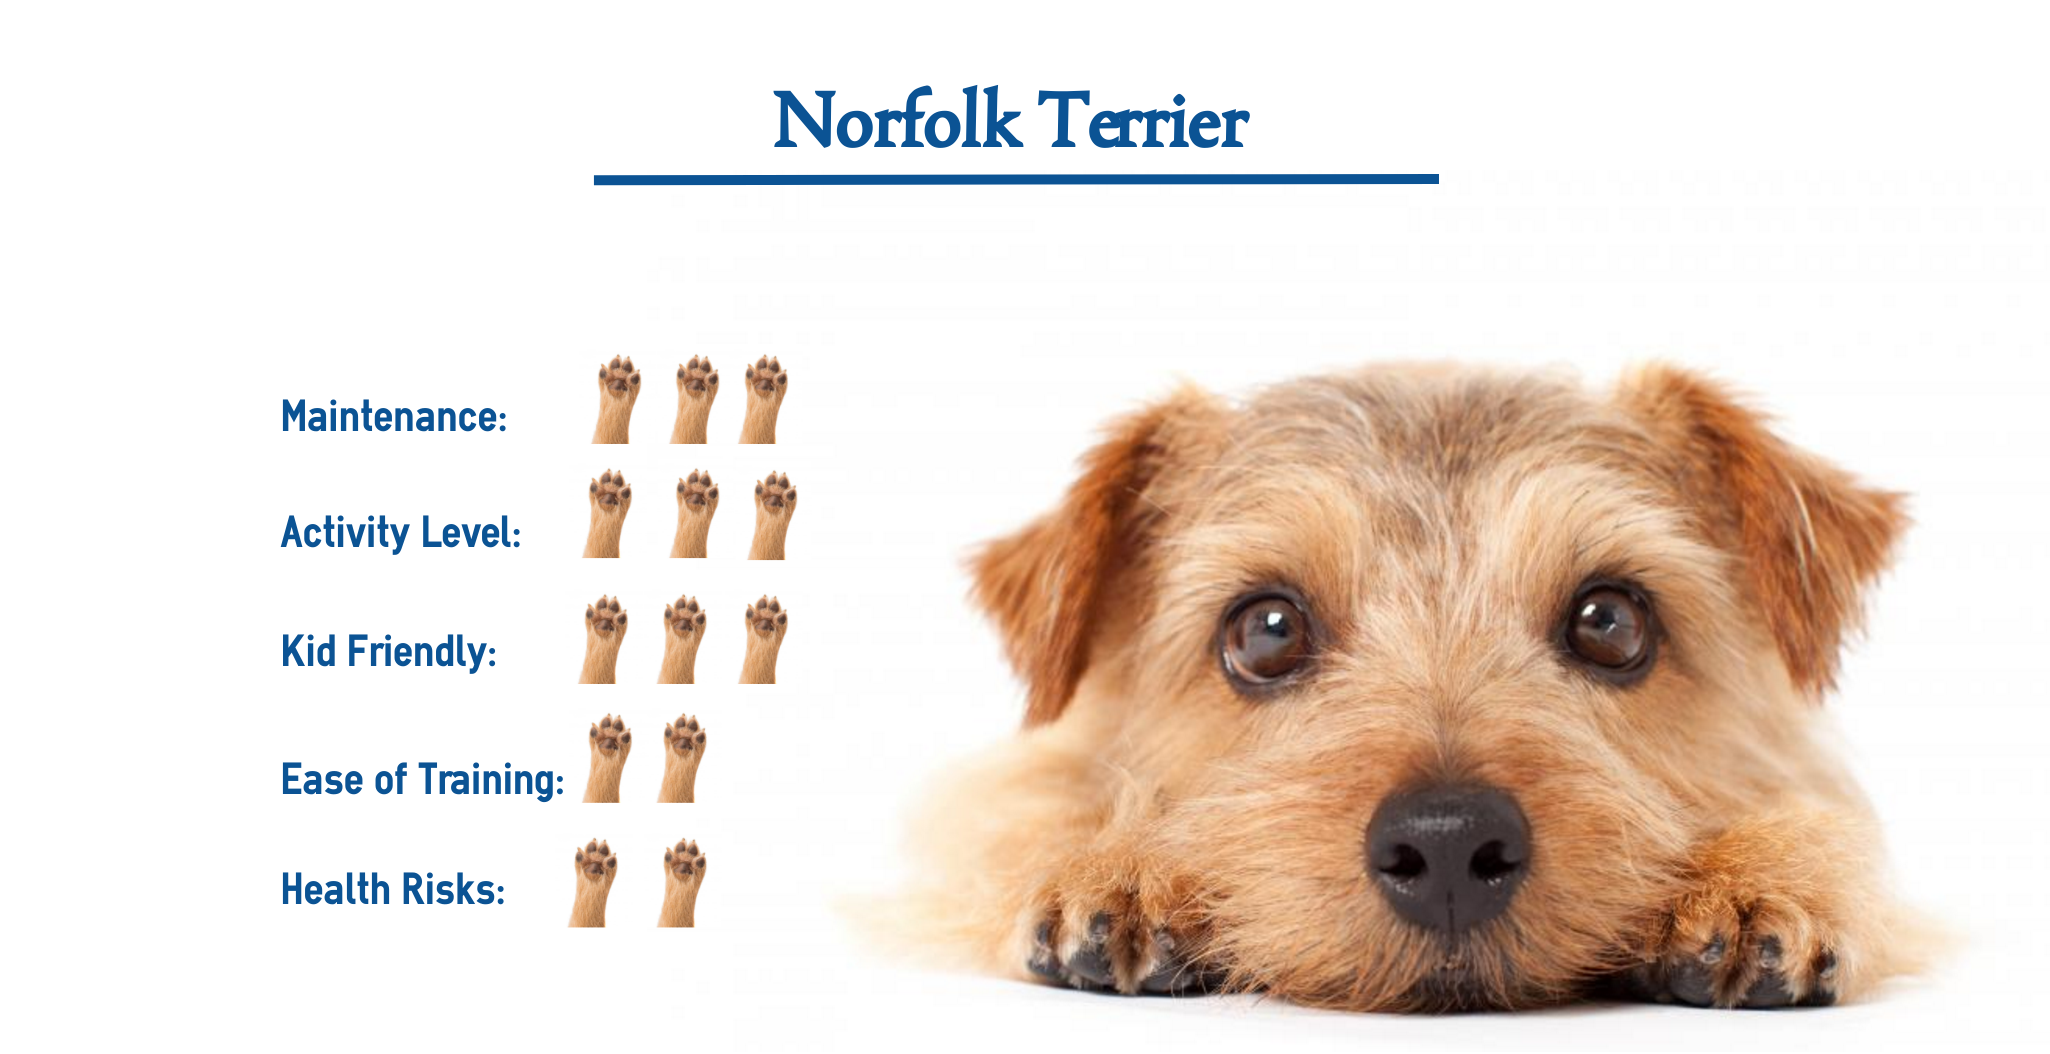 Norfolk Terrier
Maintenance:
Activity Level:
Kid Friendly:
Ease of Training:
Health Risks: